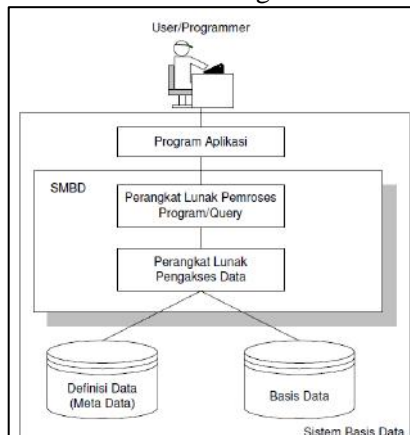 User/Programmer
Program Aplikasi
SMBD
Perangkat Lunak Pemroses
Program/Query
Perangkat Lunak
Pengakses Data
Definisi Data
(Meta Data)
Basis Data
Sistem Basis Data